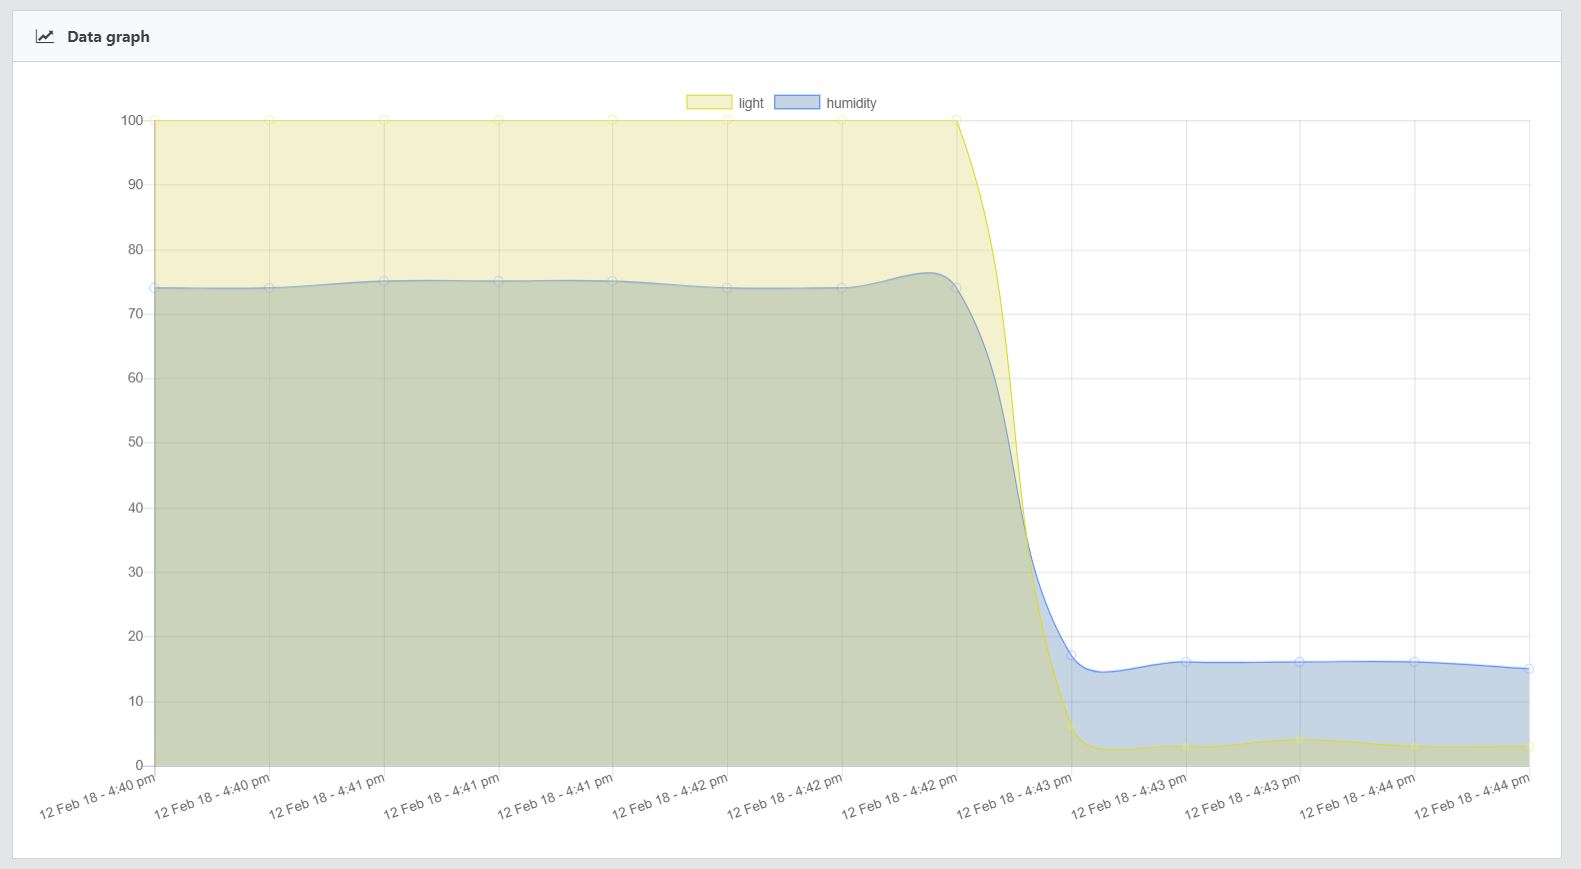 Data graph
light humidity
100
90
80
70
60
50
40
30
20
10
0
12 Feb 18 - 4:40 pm
12 Feb 18 - 4:40 pm
12 Feb 18 - 4:41 pm
12 Feb 18 - 4:41 pm
12 Feb 18 - 4:41 pm
12 Feb 18 - 4:42 pm
12 Feb 18 - 4:42 pm
12 Feb 18 - 4:42 pm
12 Feb 18 - 4:43 pm
12 Feb 18 - 4:43 pm
12 Feb 18 - 4:43 pm
12 Feb 18 - 4:44 pm
12 Feb 18 - 4:44 pm